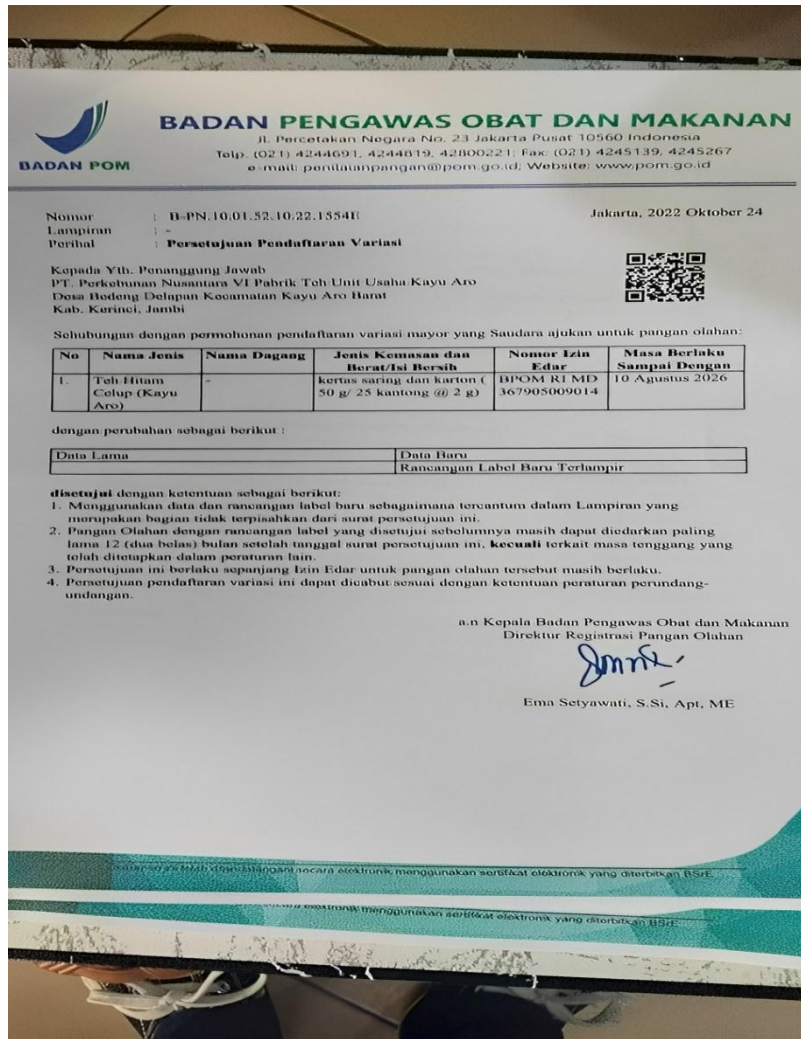 BADAN POM
BADAN PENGAWAS OBAT DAN MAKANAN
Jl. Percetakan Negara No. 23 Jakarta Pusat 10560 Indonesia
Telp. (021) 4244691, 4244819, 42800221; Fax. (021) 4245139, 4245267
e-mail: penilaianpangan@pom.go.id; Website: www.pom.go.id
Nomor : B-PN.10.01.52.10.22.1554E
Jakarta, 2022 Oktober 24
Lampiran : -
Perihal : Persetujuan Pendaftaran Variasi
Kepada Yth. Penanggung Jawab
PT. Perkebunan Nusantara VI Pabrik Teh Unit Usaha Kayu Aro
Desa Bedeng Delapan Kecamatan Kayu Aro Barat
Kab. Kerinci, Jambi
Sehubungan dengan permohonan pendaftaran variasi mayor yang Saudara ajukan untuk pangan olahan:
No Nama Jenis Nama Dagang Jenis Kemasan dan Berat/Isi Bersih Nomor Izin Edar Masa Berlaku Sampai Dengan
1. Teh Hitam Celup (Kayu Aro) - kertas saring dan karton ( 50 g/ 25 kantong @ 2 g) BPOM RI MD 367905009014 10 Agustus 2026
dengan perubahan sebagai berikut :
Data Lama Data Baru
Rancangan Label Baru Terlampir
disetujui dengan ketentuan sebagai berikut:
1. Menggunakan data dan rancangan label baru sebagaimana tercantum dalam Lampiran yang
merupakan bagian tidak terpisahkan dari surat persetujuan ini.
2. Pangan Olahan dengan rancangan label yang disetujui sebelumnya masih dapat diedarkan paling
lama 12 (dua belas) bulan setelah tanggal surat persetujuan ini, kecuali terkait masa tenggang yang
telah ditetapkan dalam peraturan lain.
3. Persetujuan ini berlaku sepanjang Izin Edar untuk pangan olahan tersebut masih berlaku.
4. Persetujuan pendaftaran variasi ini dapat dicabut sesuai dengan ketentuan peraturan perundang-
undangan.
a.n Kepala Badan Pengawas Obat dan Makanan
Direktur Registrasi Pangan Olahan
Ema Setyawati, S.Si, Apt, ME
secara elektronik menggunakan sertifikat elektronik yang diterbitkan BSrE.
elektronik menggunakan sertifikat elektronik yang diterbitkan BSrE.